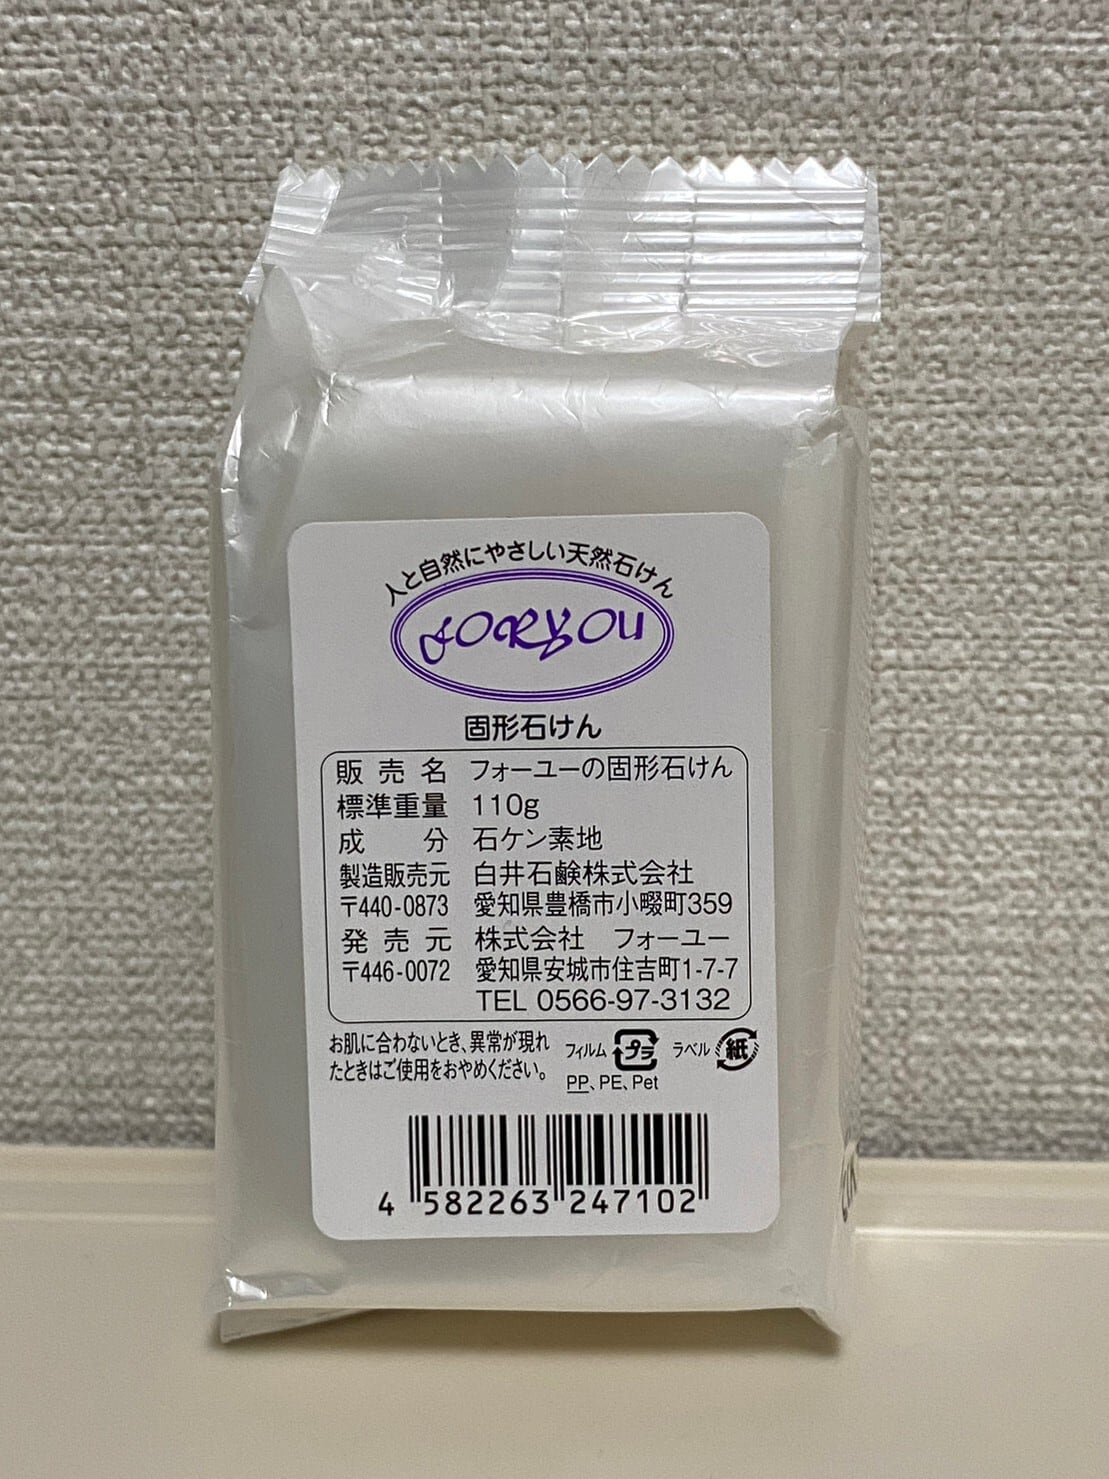 人と自然にやさしい天然石けん
FORYOU
固形石けん
販売名 フォーユーの固形石けん
標準重量 110g
成分 石ケン素地
製造販売元 白井石鹸株式会社
〒440-0873 愛知県豊橋市小畷町359
発売元 株式会社 フォーユー
〒446-0072 愛知県安城市住吉町1-7-7
TEL 0566-97-3132
お肌に合わないとき、異常が現れ
たときはご使用をおやめください。
フィルム プラ ラベル 紙
PP、PE、Pet
4 582263 247102